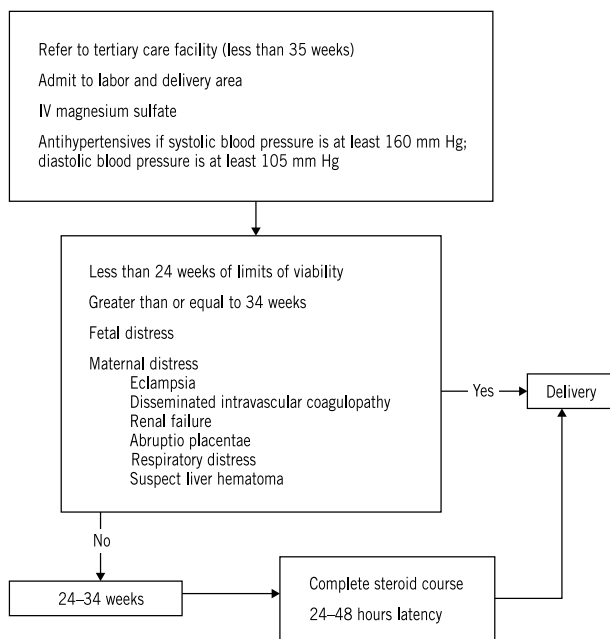 Refer to tertiary care facility (less than 35 weeks)
Admit to labor and delivery area
IV magnesium sulfate
Antihypertensives if systolic blood pressure is at least 160 mm Hg;
diastolic blood pressure is at least 105 mm Hg
Less than 24 weeks of limits of viability
Greater than or equal to 34 weeks
Fetal distress
Maternal distress
Eclampsia
Disseminated intravascular coagulopathy
Renal failure
Abruptio placentae
Respiratory distress
Suspect liver hematoma
Yes
Delivery
No
24–34 weeks
Complete steroid course
24–48 hours latency